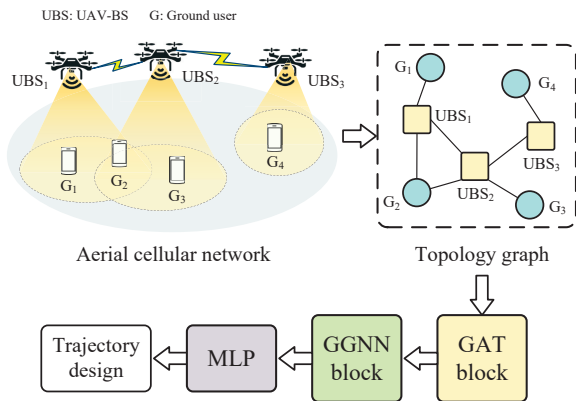 UBS: UAV-BS G: Ground user
UBS₁
UBS₂
UBS₃
G₁
G₂
G₃
G₄
Aerial cellular network
G₁
G₄
UBS₁
UBS₃
G₂
UBS₂
G₃
Topology graph
Trajectory
design
MLP
GGNN
block
GAT
block